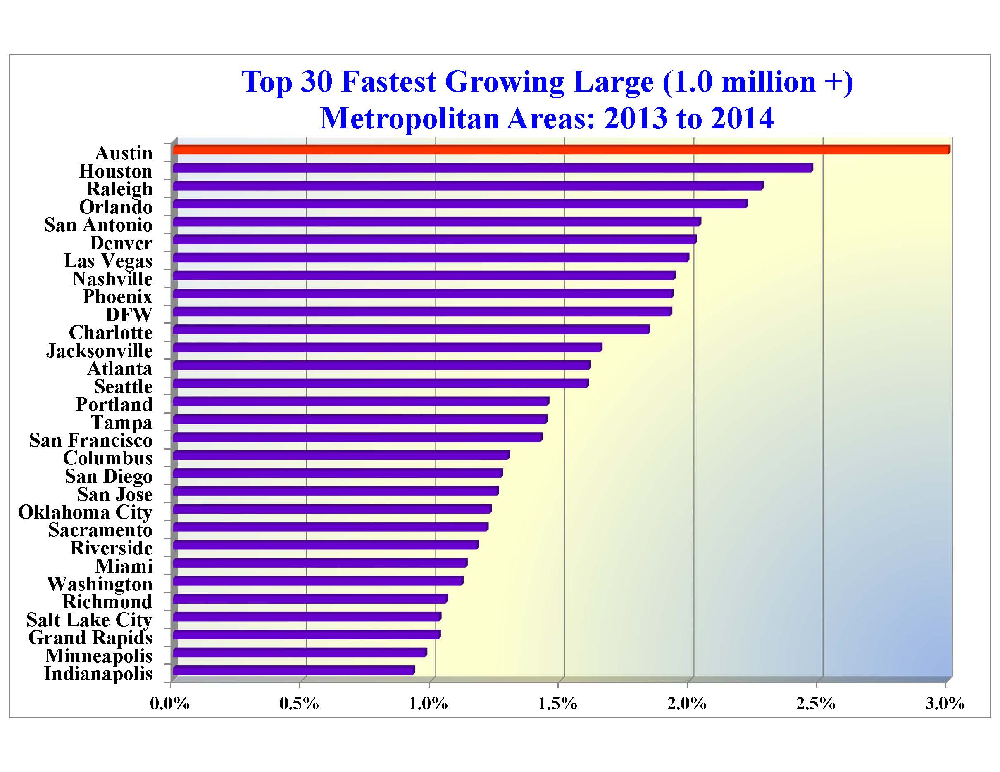 Top 30 Fastest Growing Large (1.0 million +)
Metropolitan Areas: 2013 to 2014
Austin
Houston
Raleigh
Orlando
San Antonio
Denver
Las Vegas
Nashville
Phoenix
DFW
Charlotte
Jacksonville
Atlanta
Seattle
Portland
Tampa
San Francisco
Columbus
San Diego
San Jose
Oklahoma City
Sacramento
Riverside
Miami
Washington
Richmond
Salt Lake City
Grand Rapids
Minneapolis
Indianapolis
0.0% 0.5% 1.0% 1.5% 2.0% 2.5% 3.0%